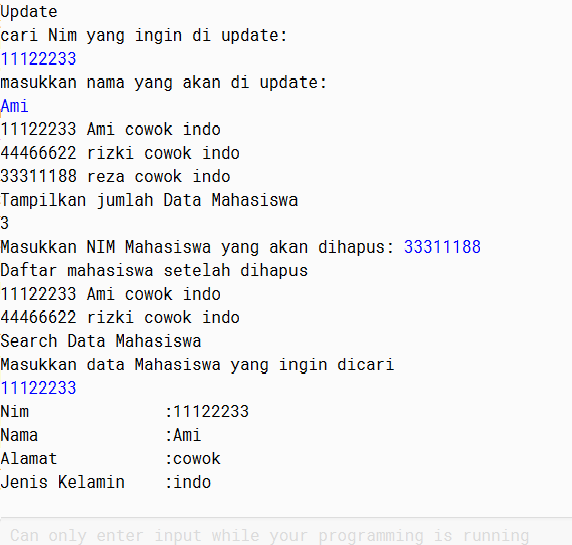 Update
cari Nim yang ingin di update:
11122233
masukkan nama yang akan di update:
Ami
11122233 Ami cowok indo
44466622 rizki cowok indo
33311188 reza cowok indo
Tampilkan jumlah Data Mahasiswa
3
Masukkan NIM Mahasiswa yang akan dihapus: 33311188
Daftar mahasiswa setelah dihapus
11122233 Ami cowok indo
44466622 rizki cowok indo
Search Data Mahasiswa
Masukkan data Mahasiswa yang ingin dicari
11122233
Nim :11122233
Nama :Ami
Alamat :cowok
Jenis Kelamin :indo
Can only enter input while your programming is running